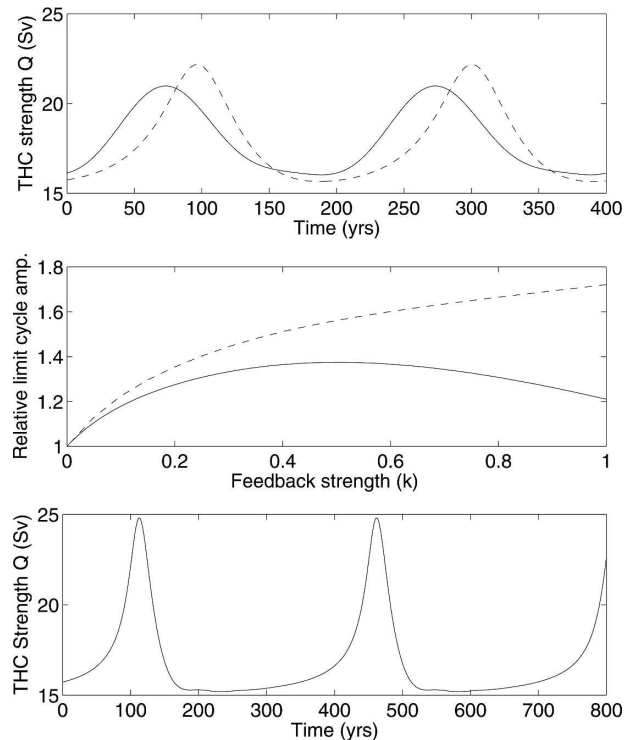 25
20
15
THC strength Q (Sv)
0 50 100 150 200 250 300 350 400
Time (yrs)
1.8
1.6
1.4
1.2
1
Relative limit cycle amp.
0 0.2 0.4 0.6 0.8 1
Feedback strength (k)
25
20
15
THC Strength Q (Sv)
0 100 200 300 400 500 600 700 800
Time (yrs)